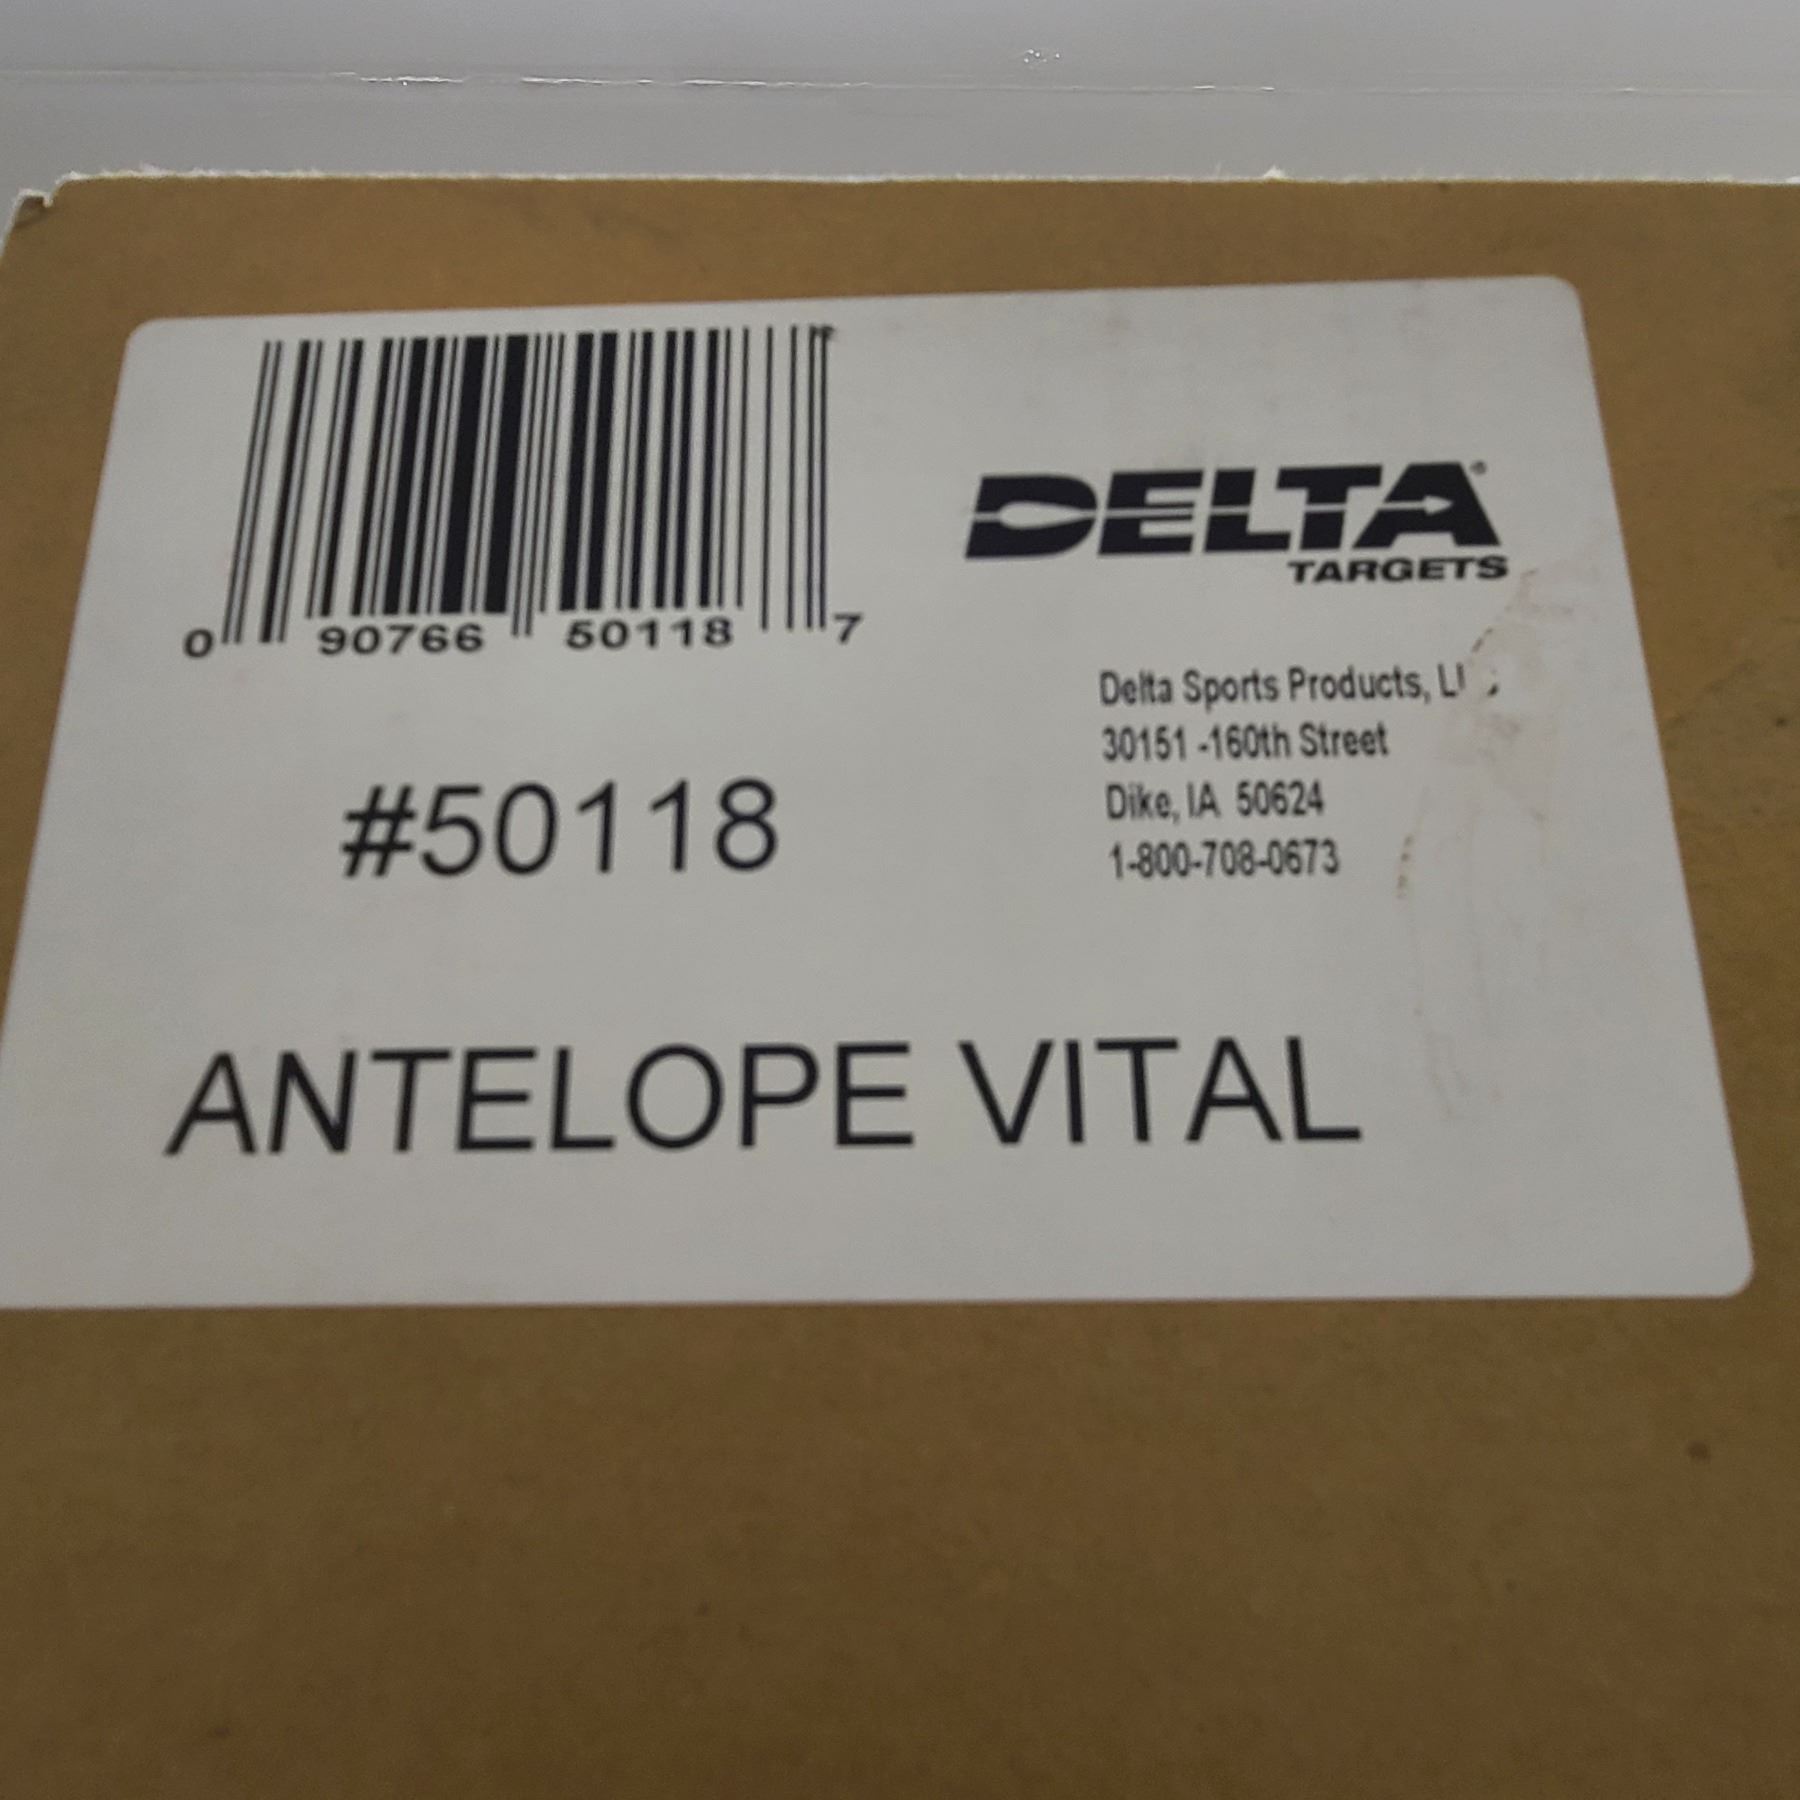 0 90766 50118 7
DELTA®
TARGETS
Delta Sports Products,
30151 -160th Street
Dike, IA 50624
1-800-708-0673
#50118
ANTELOPE VITAL